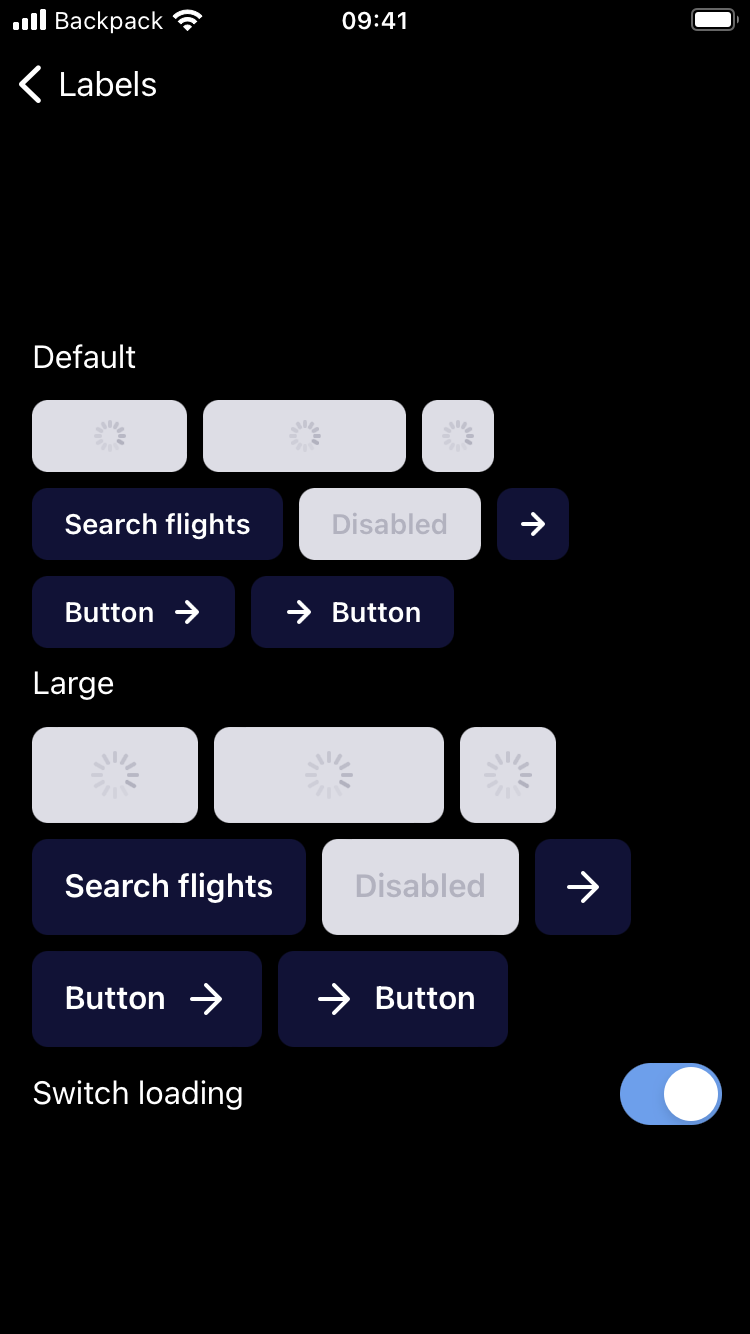 Backpack 09:41
Labels
Default
Search flights Disabled
Button Button
Large
Search flights Disabled
Button Button
Switch loading